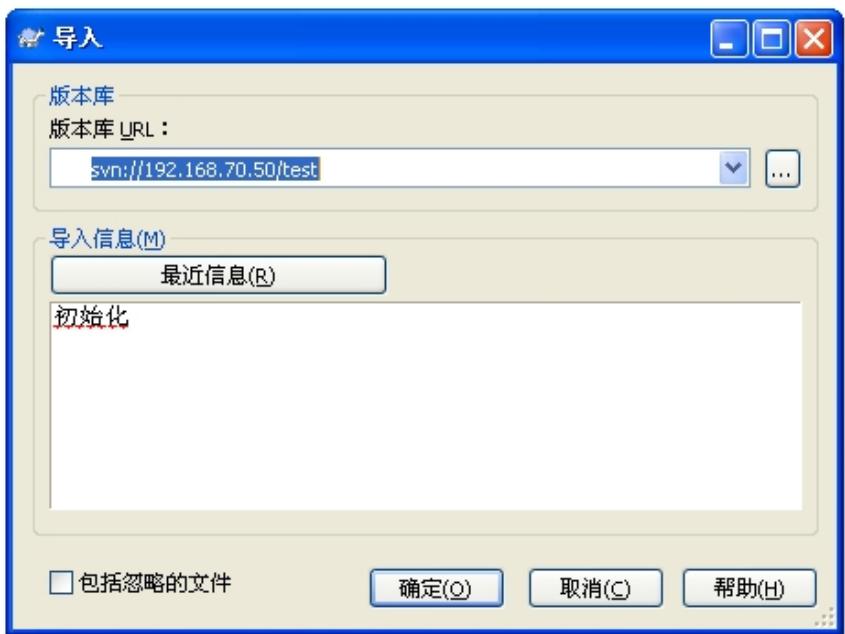 导入
版本库
版本库 URL：
svn://192.168.70.50/test
...
导入信息(M)
最近信息(R)
初始化
包括忽略的文件
确定(O)
取消(C)
帮助(H)